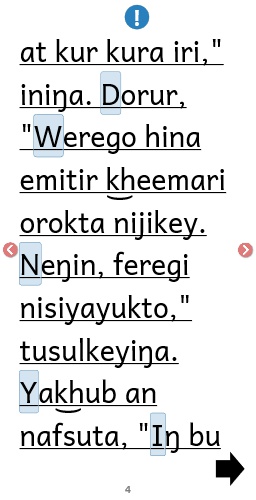 at kur kura iri,"
iniŋa. Dorur,
"Werego hina
emitir kheemari
orokta nijikey.
Neŋin, feregi
nisiyayukto,"
tusulkeyiŋa.
Yakhub an
nafsuta, "Iŋ bu
4